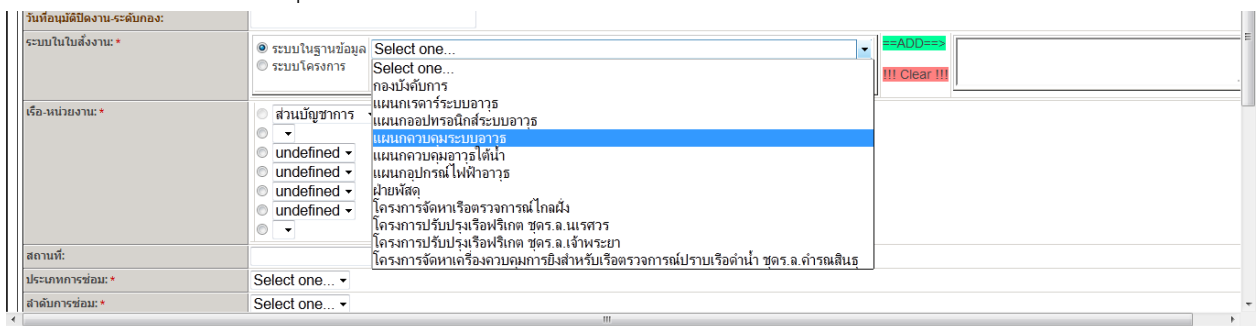 วันที่อนุมัติปิดงาน-ระดับกอง:
ระบบในใบสั่งงาน: *
ระบบในฐานข้อมูล Select one...
ระบบโครงการ
==ADD==>
!!! Clear !!!
Select one...
กองบังคับการ
แผนกเรดาร์ระบบอาวุธ
แผนกออปทรอนิกส์ระบบอาวุธ
แผนกควบคุมระบบอาวุธ
แผนกควบคุมอาวุธใต้น้ำ
แผนกอุปกรณ์ไฟฟ้าอาวุธ
ฝ่ายพัสดุ
โครงการจัดหาเรือตรวจการณ์ไกลฝั่ง
โครงการปรับปรุงเรือฟริเกต ชุดร.ล.นเรศวร
โครงการปรับปรุงเรือฟริเกต ชุดร.ล.เจ้าพระยา
โครงการจัดหาเครื่องควบคุมการยิงสำหรับเรือตรวจการณ์ปราบเรือดำน้ำ ชุดร.ล.คำรณสินธุ
เรือ-หน่วยงาน: *
ส่วนบัญชาการ
undefined
undefined
undefined
undefined
สถานที่:
ประเภทการซ่อม: *
Select one...
ลำดับการซ่อม: *
Select one...